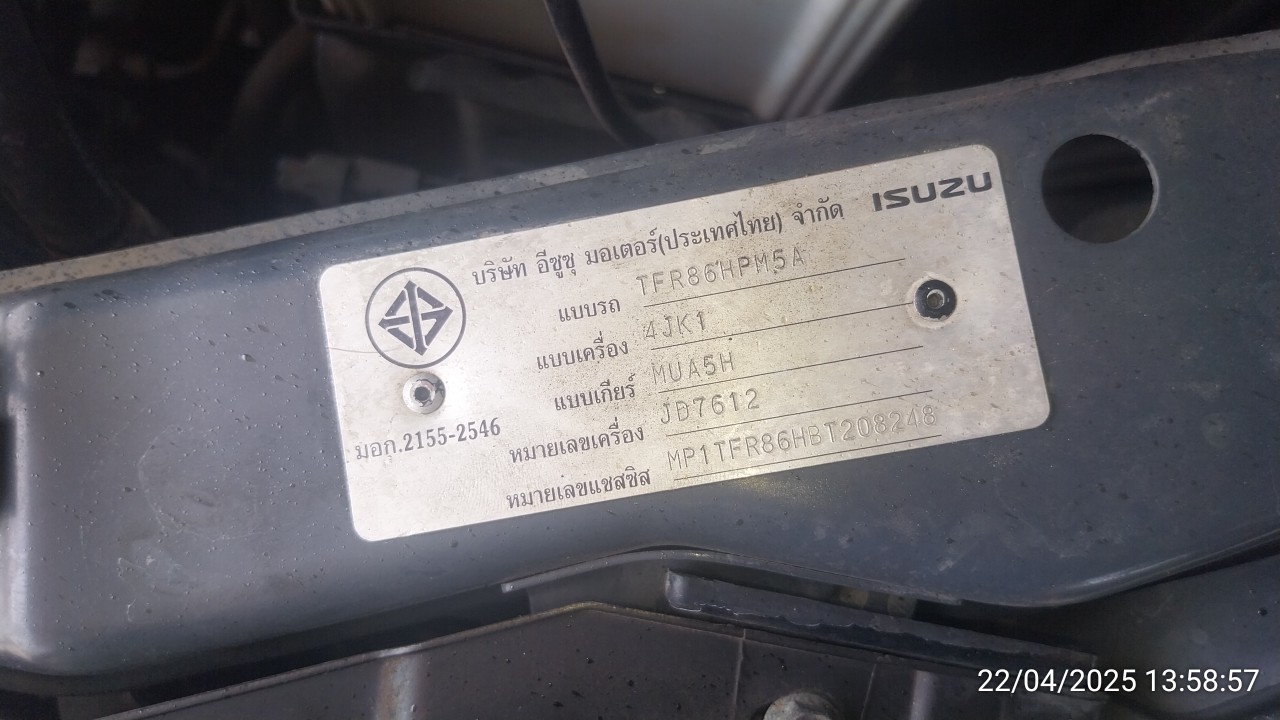 ISUZU
บริษัท อีซูซุ มอเตอร์(ประเทศไทย) จำกัด
แบบรถ TFR86HPM5A
แบบเครื่อง 4JK1
แบบเกียร์ MUA5H
หมายเลขเครื่อง JD7612
หมายเลขแชสซิส MP1TFR86HBT208248
มอก.2155-2546
22/04/2025 13:58:57